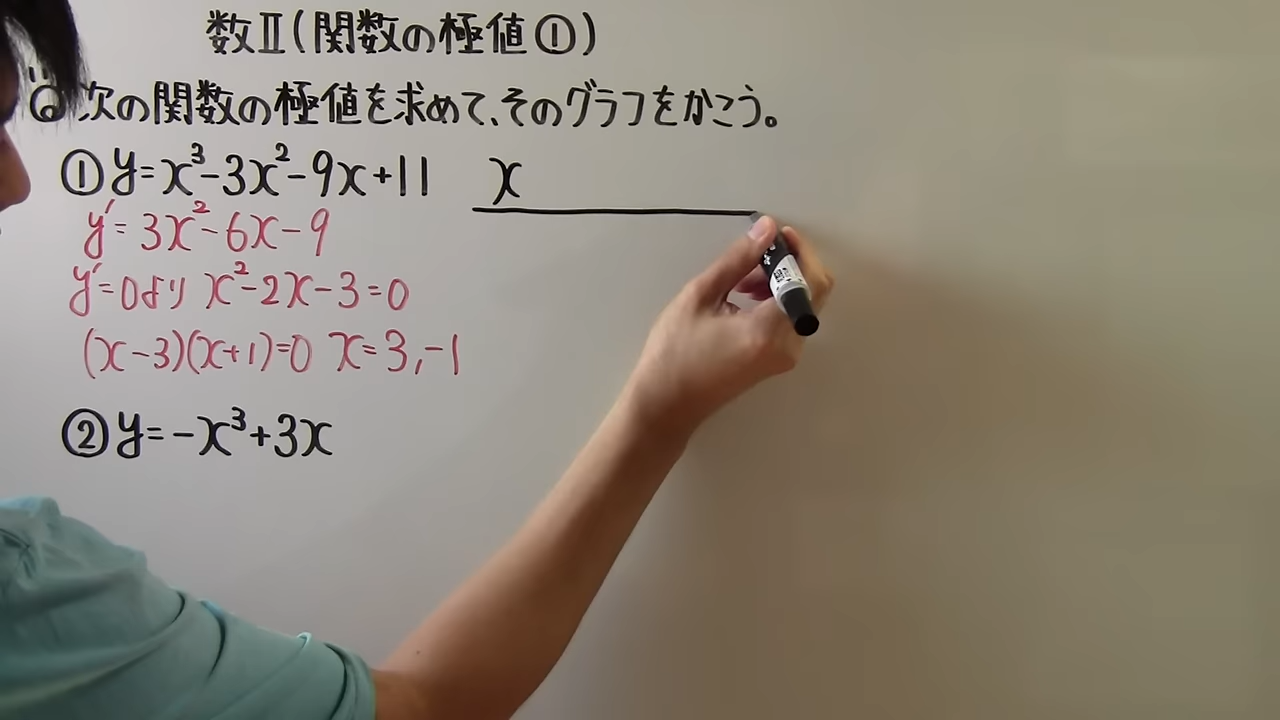 数Ⅱ(関数の極値①)
次の関数の極値を求めて、そのグラフをかこう。
①y=x³-3x²-9x+11
y'=3x²-6x-9
y'=0より x²-2x-3=0
(x-3)(x+1)=0 x=3,-1
②y=-x³+3x
x